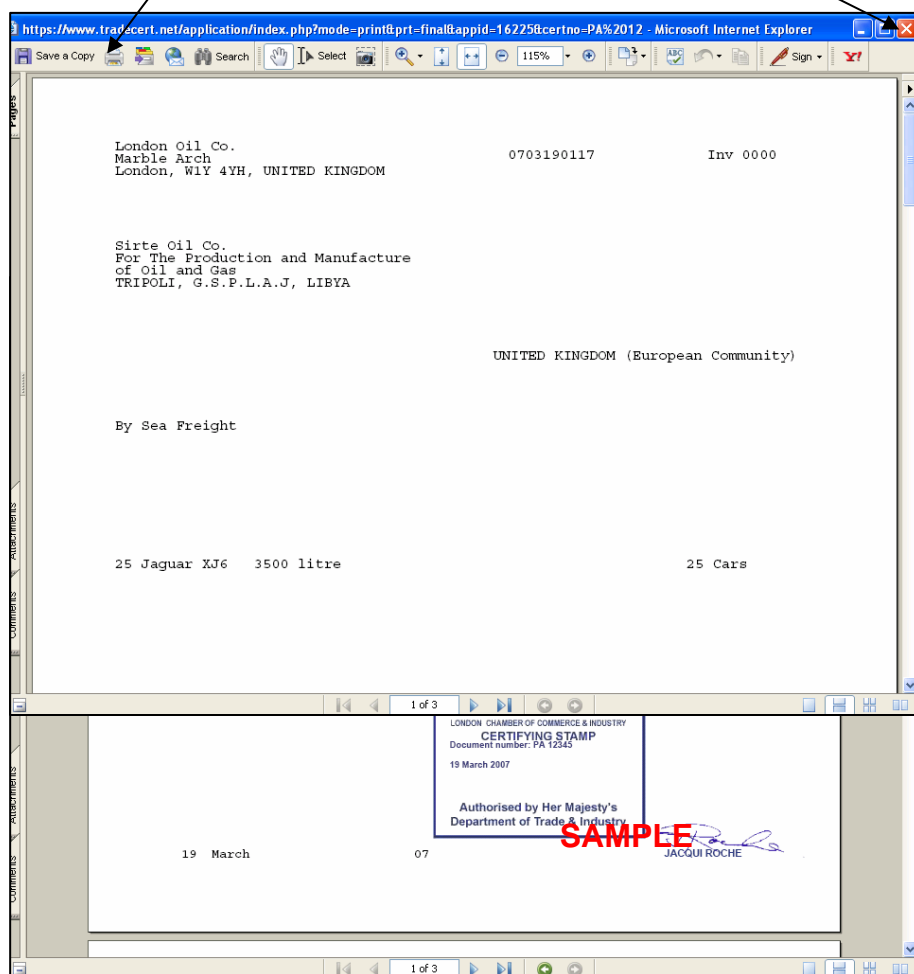 https://www.tradecert.net/application/index.php?mode=print&prt=final&appid=16225&certno=PA%2012 - Microsoft Internet Explorer
Save a Copy Search Select 115% Sign Y!
Pages
London Oil Co.
Marble Arch
London, W1Y 4YH, UNITED KINGDOM
0703190117 Inv 0000
Sirte Oil Co.
For The Production and Manufacture
of Oil and Gas
TRIPOLI, G.S.P.L.A.J, LIBYA
UNITED KINGDOM (European Community)
By Sea Freight
Attachments
25 Jaguar XJ6 3500 litre 25 Cars
Comments
1 of 3
LONDON CHAMBER OF COMMERCE & INDUSTRY
CERTIFYING STAMP
Document number: PA 12345
19 March 2007
Attachments
Authorised by Her Majesty's
Department of Trade & Industry
SAMPLE
19 March 07 JACQUI ROCHE
Comments
1 of 3